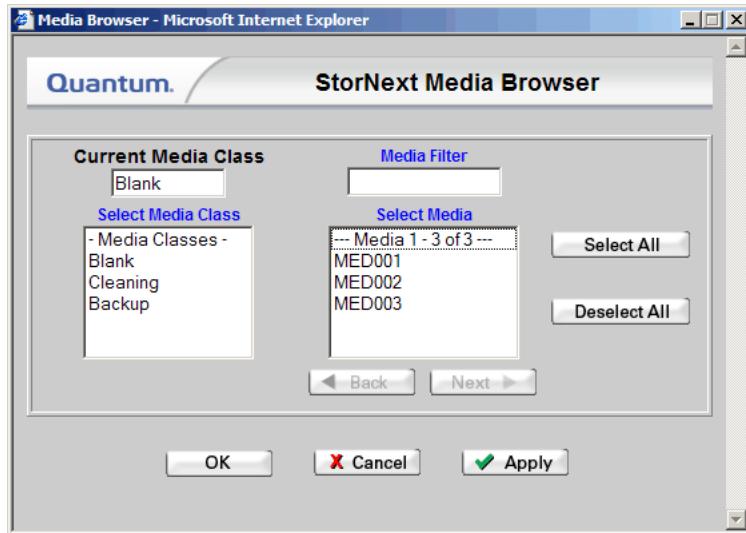 Media Browser - Microsoft Internet Explorer
Quantum. StorNext Media Browser
Current Media Class
Blank
Media Filter
Select Media Class
- Media Classes -
Blank
Cleaning
Backup
Select Media
--- Media 1 - 3 of 3 ---
MED001
MED002
MED003
Select All
Deselect All
Back Next
OK X Cancel Apply